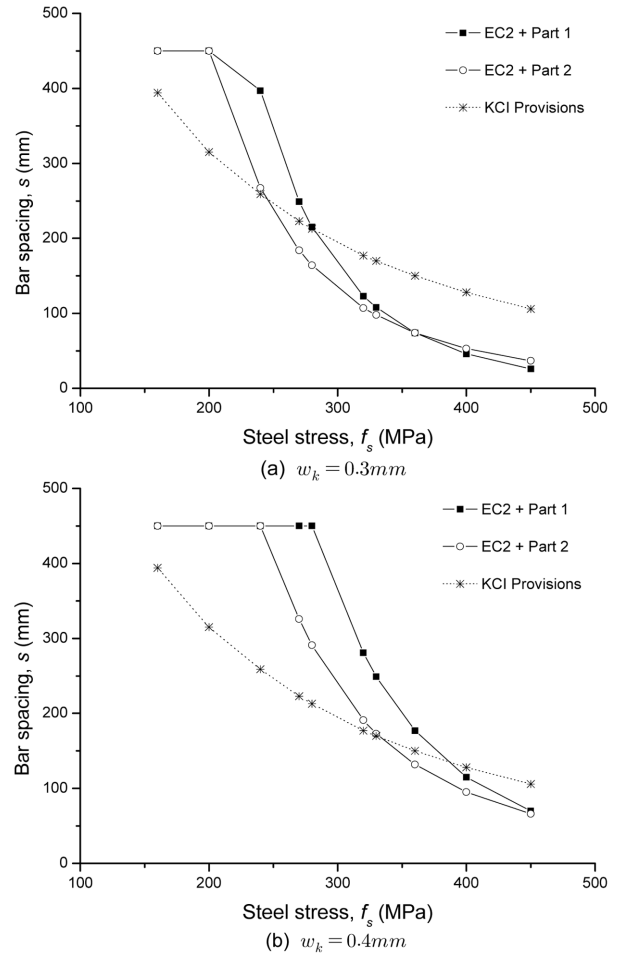 500
400
300
200
100
0
Bar spacing, s (mm)
EC2 + Part 1
EC2 + Part 2
KCI Provisions
100
200
300
400
500
Steel stress, fs (MPa)
(a) wk = 0.3mm
500
400
300
200
100
0
Bar spacing, s (mm)
EC2 + Part 1
EC2 + Part 2
KCI Provisions
100
200
300
400
500
Steel stress, fs (MPa)
(b) wk = 0.4mm